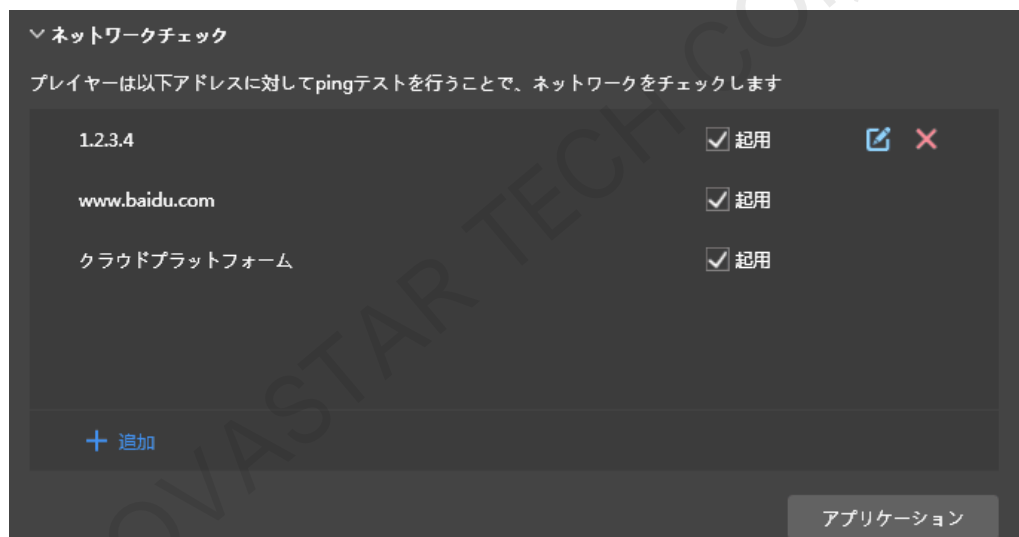 ネットワークチェック
プレイヤーは以下アドレスに対してpingテストを行うことで、ネットワークをチェックします
1.2.3.4 起用
www.baidu.com 起用
クラウドプラットフォーム 起用
追加
アプリケーション
OVASTAR TECH CO